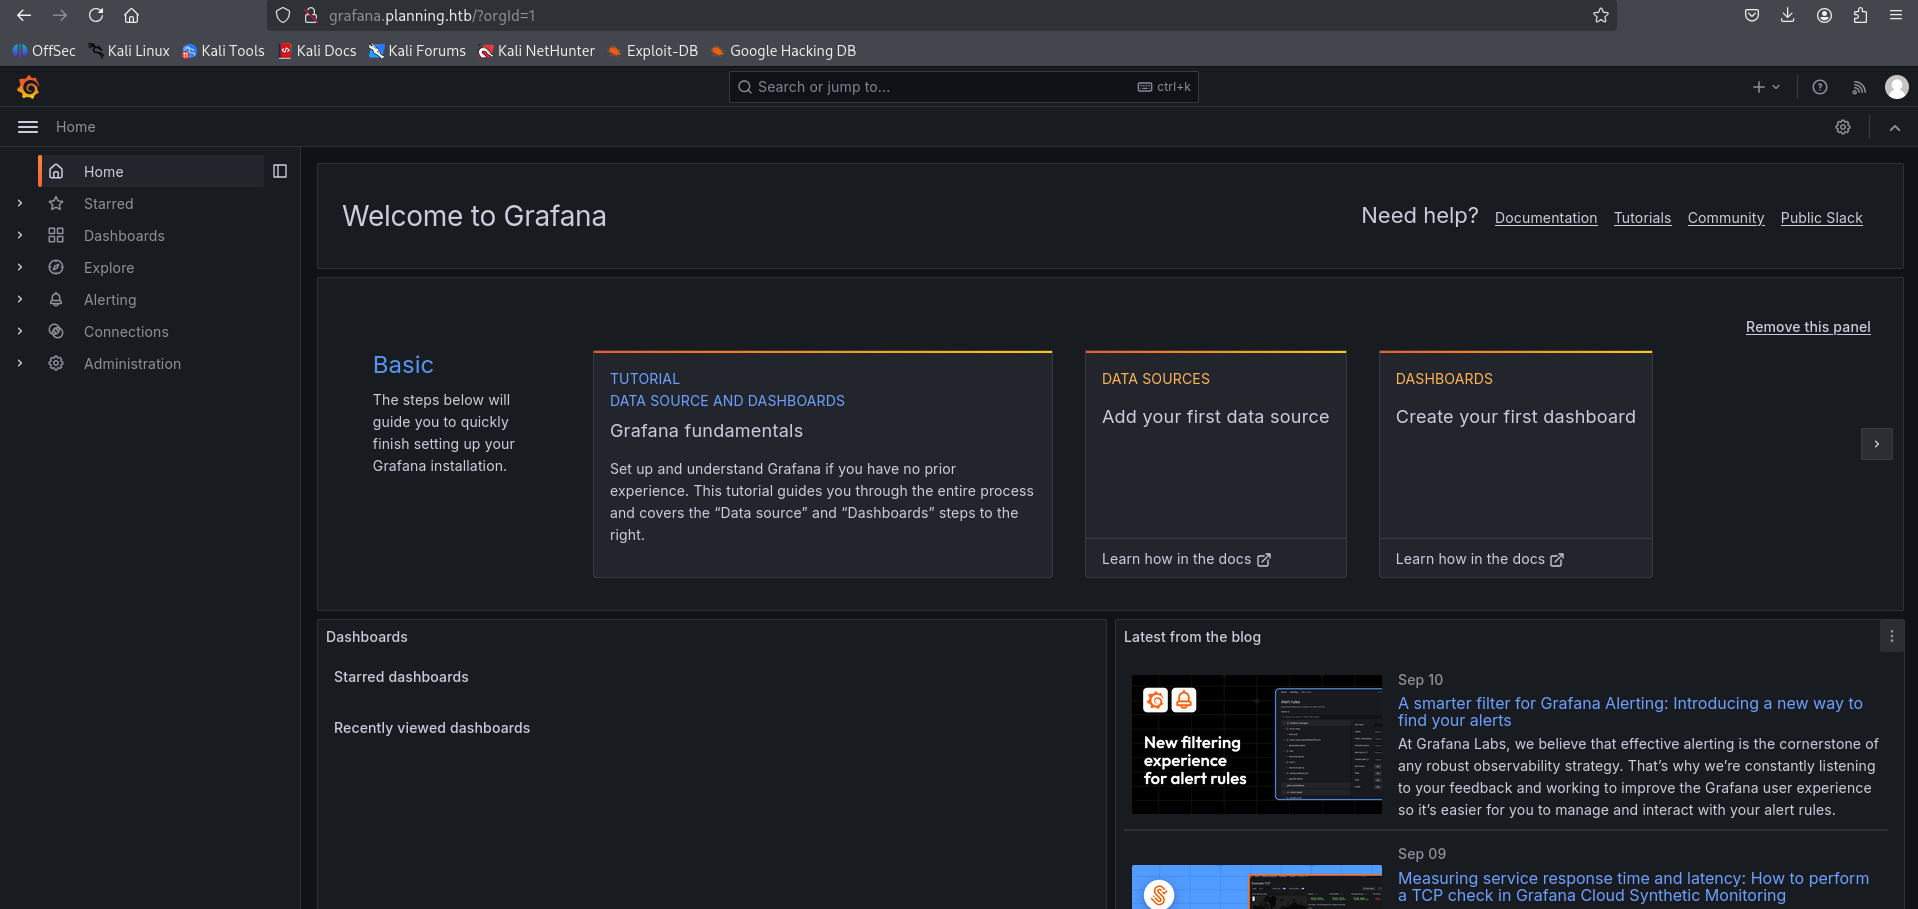 grafana.planning.htb/?orgId=1
OffSec Kali Linux Kali Tools Kali Docs Kali Forums Kali NetHunter Exploit-DB Google Hacking DB
Search or jump to... ctrl+k
Home
Home
Starred
Dashboards
Explore
Alerting
Connections
Administration
Welcome to Grafana
Need help? Documentation Tutorials Community Public Slack
Remove this panel
Basic
The steps below will
guide you to quickly
finish setting up your
Grafana installation.
TUTORIAL
DATA SOURCE AND DASHBOARDS
Grafana fundamentals
Set up and understand Grafana if you have no prior
experience. This tutorial guides you through the entire process
and covers the “Data source” and “Dashboards” steps to the
right.
DATA SOURCES
Add your first data source
Learn how in the docs
DASHBOARDS
Create your first dashboard
Learn how in the docs
Dashboards
Starred dashboards
Recently viewed dashboards
Latest from the blog
New filtering
experience
for alert rules
Sep 10
A smarter filter for Grafana Alerting: Introducing a new way to
find your alerts
At Grafana Labs, we believe that effective alerting is the cornerstone of
any robust observability strategy. That’s why we’re constantly listening
to your feedback and working to improve the Grafana user experience
so it’s easier for you to manage and interact with your alert rules.
Sep 09
Measuring service response time and latency: How to perform
a TCP check in Grafana Cloud Synthetic Monitoring